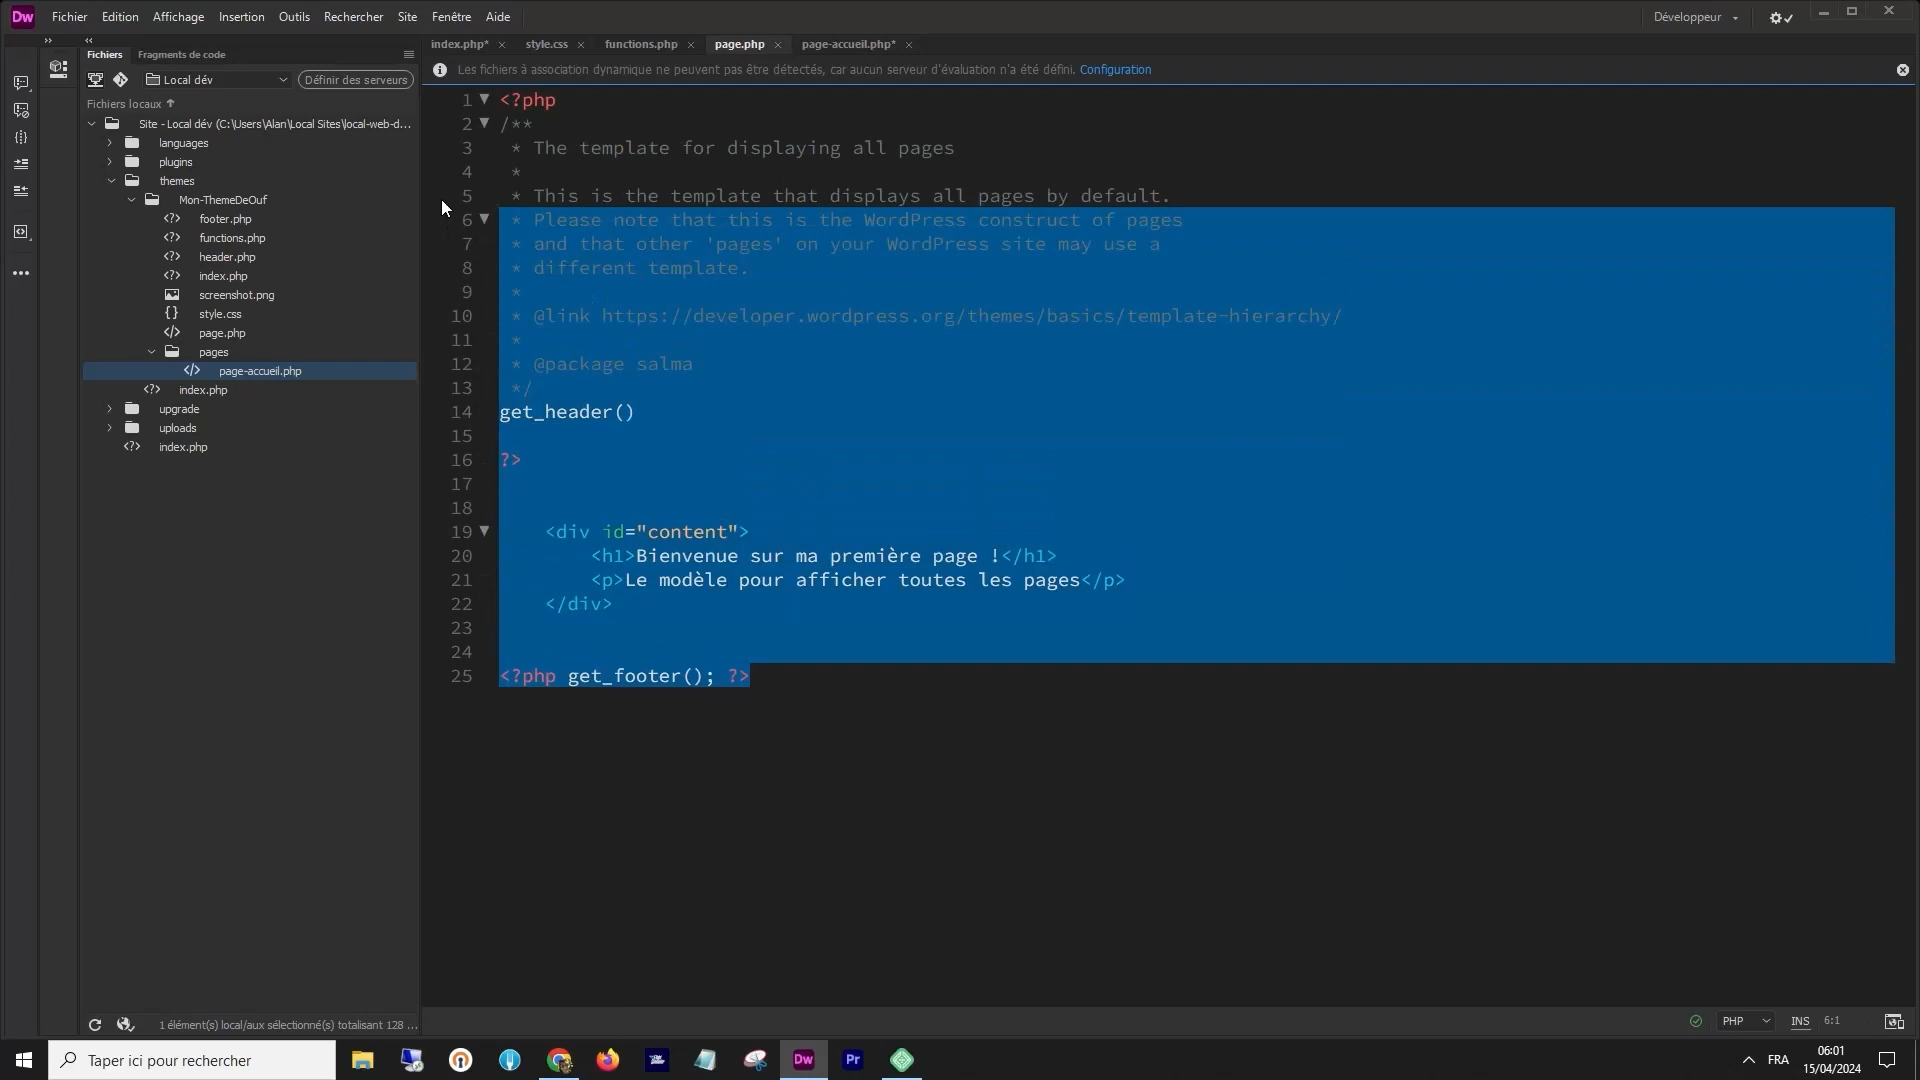 Dw Fichier Edition Affichage Insertion Outils Rechercher Site Fenêtre Aide Développeur
Fichiers Fragments de code
Local dév Définir des serveurs
Fichiers locaux
Site - Local dév (C:\Users\Alan\Local Sites\local-web-d...
languages
plugins
themes
Mon-ThemeDeOuf
footer.php
functions.php
header.php
index.php
screenshot.png
style.css
page.php
pages
page-accueil.php
index.php
upgrade
uploads
index.php
1 élément(s) local/aux sélectionné(s) totalisant 128 ...
index.php* style.css functions.php page.php page-accueil.php*
Les fichiers à association dynamique ne peuvent pas être détectés, car aucun serveur d'évaluation n'a été défini. Configuration
1 <?php
2 /**
3 * The template for displaying all pages
4 *
5 * This is the template that displays all pages by default.
6 * Please note that this is the WordPress construct of pages
7 * and that other 'pages' on your WordPress site may use a
8 * different template.
9 *
10 * @link https://developer.wordpress.org/themes/basics/template-hierarchy/
11 *
12 * @package salma
13 */
14 get_header()
15
16 ?>
17
18
19 <div id="content">
20 <h1>Bienvenue sur ma première page !</h1>
21 <p>Le modèle pour afficher toutes les pages</p>
22 </div>
23
24
25 <?php get_footer(); ?>
PHP INS 6:1
Taper ici pour rechercher
Dw Pr
FRA
06:01
15/04/2024